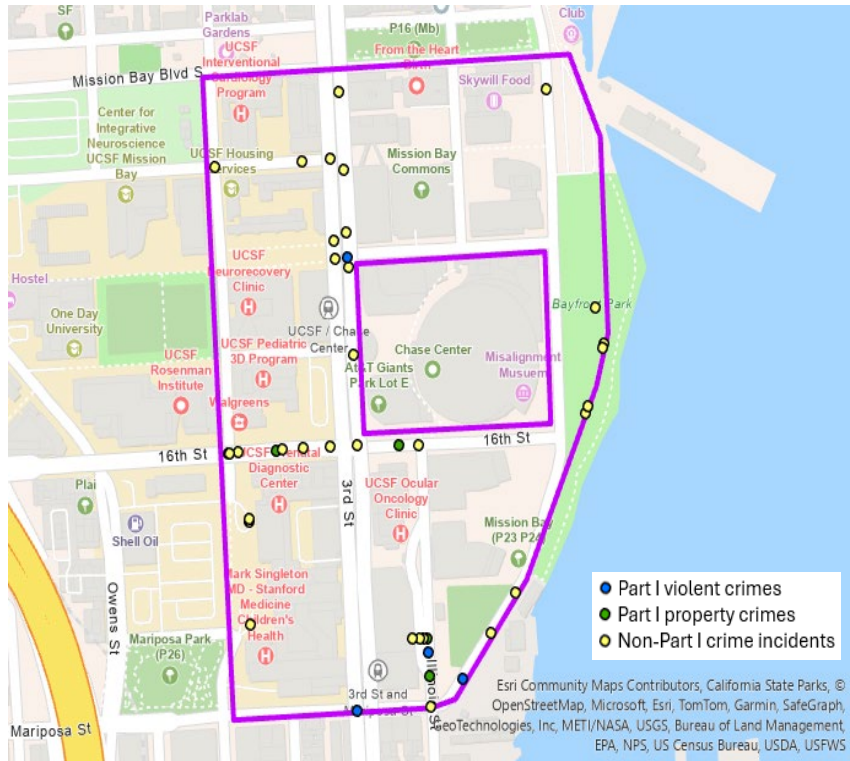 SF
Parklab
Gardens
Club
P16 (Mb)
UCSF
Interventional
Cardiology
Program
From the Heart
Birth
Mission Bay Blvd S
Skywill Food
Center for
Integrative
Neuroscience
UCSF Mission
Bay
UCSF Housing
Services
Mission Bay
Commons
Hostel
UCSF
Neurorecovery
Clinic
Bayfront Park
One Day
University
UCSF / Chase
Center
UCSF Pediatric
3D Program
Chase Center
UCSF
Rosenman
Institute
AT&T Giants
Park Lot E
Misalignment
Musuem
Walgreens
16th St
16th St
UCSF Prenatal
Diagnostic
Center
Plai
3rd St
UCSF Ocular
Oncology
Clinic
Shell Oil
Mission Bay
(P23 P24)
Mark Singleton
MD - Stanford
Medicine
Children's
Health
Owens St
Mariposa Park
(P26)
Illinois St
3rd St and
Mariposa St
Mariposa St
Part I violent crimes
Part I property crimes
Non-Part I crime incidents
Esri Community Maps Contributors, California State Parks, ©
OpenStreetMap, Microsoft, Esri, TomTom, Garmin, SafeGraph,
GeoTechnologies, Inc, METI/NASA, USGS, Bureau of Land Management,
EPA, NPS, US Census Bureau, USDA, USFWS